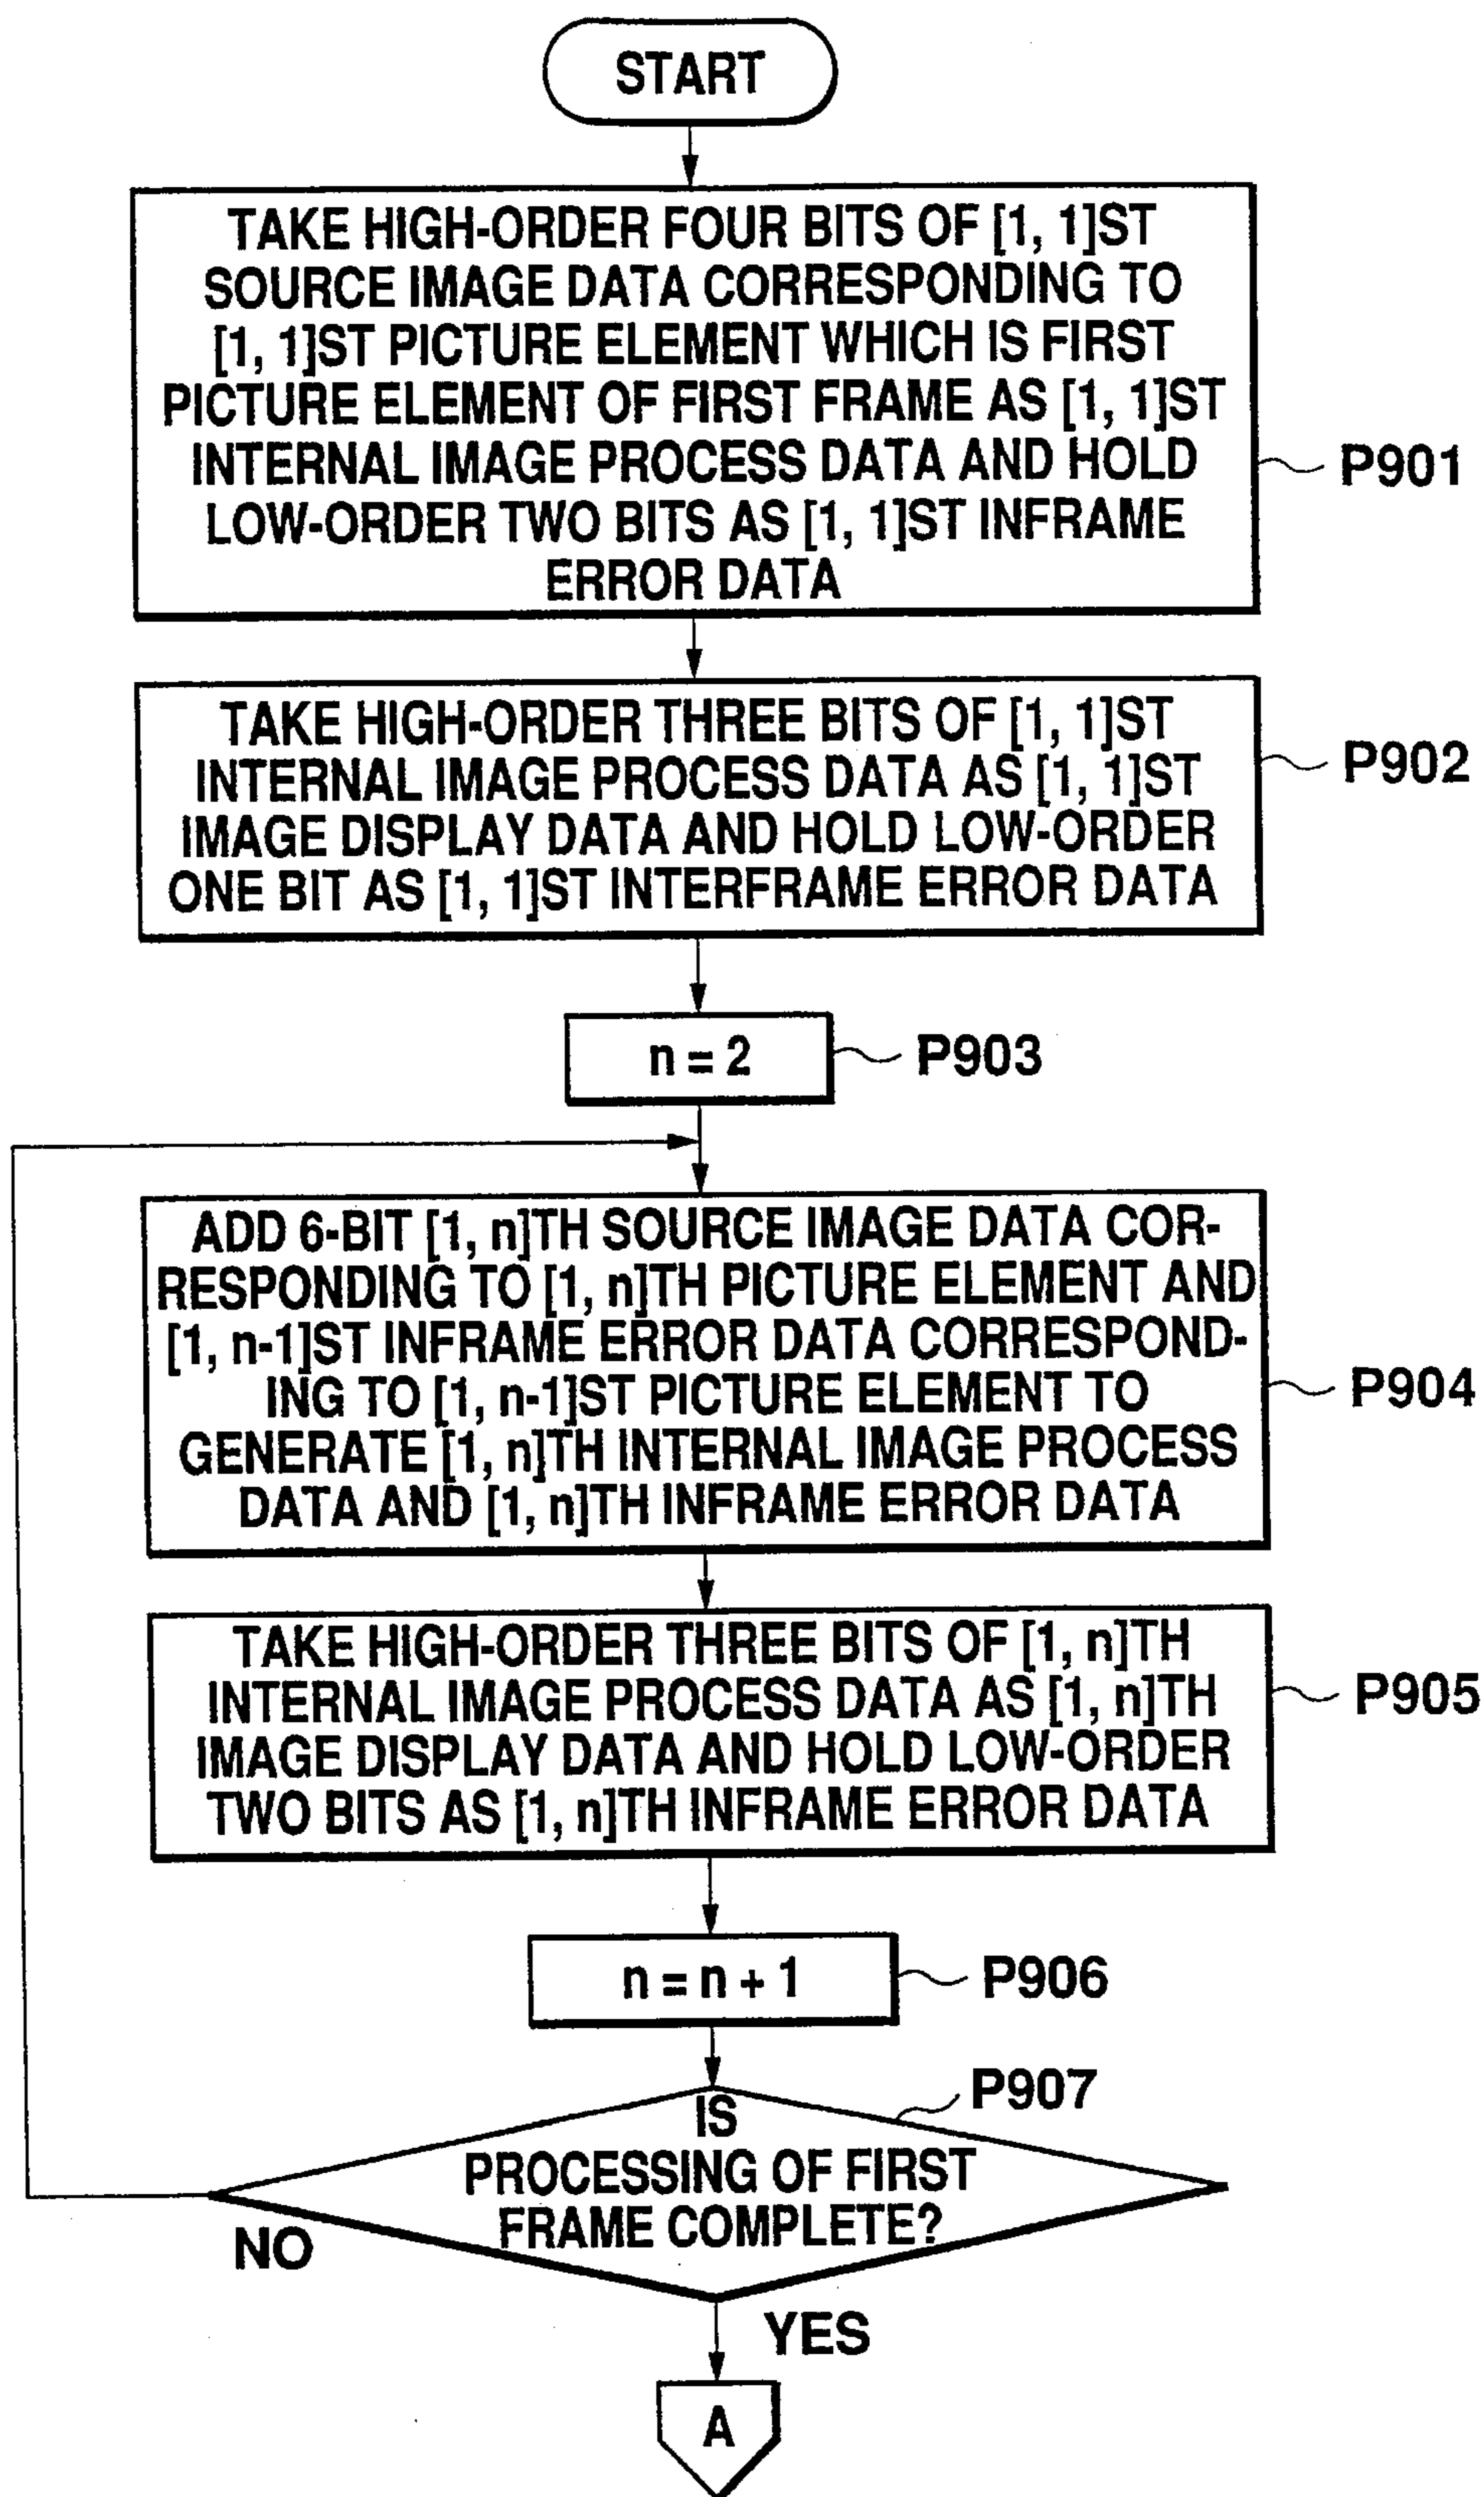 START
TAKE HIGH-ORDER FOUR BITS OF [1, 1]ST
SOURCE IMAGE DATA CORRESPONDING TO
[1, 1]ST PICTURE ELEMENT WHICH IS FIRST
PICTURE ELEMENT OF FIRST FRAME AS [1, 1]ST
INTERNAL IMAGE PROCESS DATA AND HOLD
LOW-ORDER TWO BITS AS [1, 1]ST INFRAME
ERROR DATA
P901
TAKE HIGH-ORDER THREE BITS OF [1, 1]ST
INTERNAL IMAGE PROCESS DATA AS [1, 1]ST
IMAGE DISPLAY DATA AND HOLD LOW-ORDER
ONE BIT AS [1, 1]ST INTERFRAME ERROR DATA
P902
n = 2
P903
ADD 6-BIT [1, n]TH SOURCE IMAGE DATA COR-
RESPONDING TO [1, n]TH PICTURE ELEMENT AND
[1, n-1]ST INFRAME ERROR DATA CORRESPOND-
ING TO [1, n-1]ST PICTURE ELEMENT TO
GENERATE [1, n]TH INTERNAL IMAGE PROCESS
DATA AND [1, n]TH INFRAME ERROR DATA
P904
TAKE HIGH-ORDER THREE BITS OF [1, n]TH
INTERNAL IMAGE PROCESS DATA AS [1, n]TH
IMAGE DISPLAY DATA AND HOLD LOW-ORDER
TWO BITS AS [1, n]TH INFRAME ERROR DATA
P905
n = n + 1
P906
P907
IS
PROCESSING OF FIRST
FRAME COMPLETE?
NO
YES
A